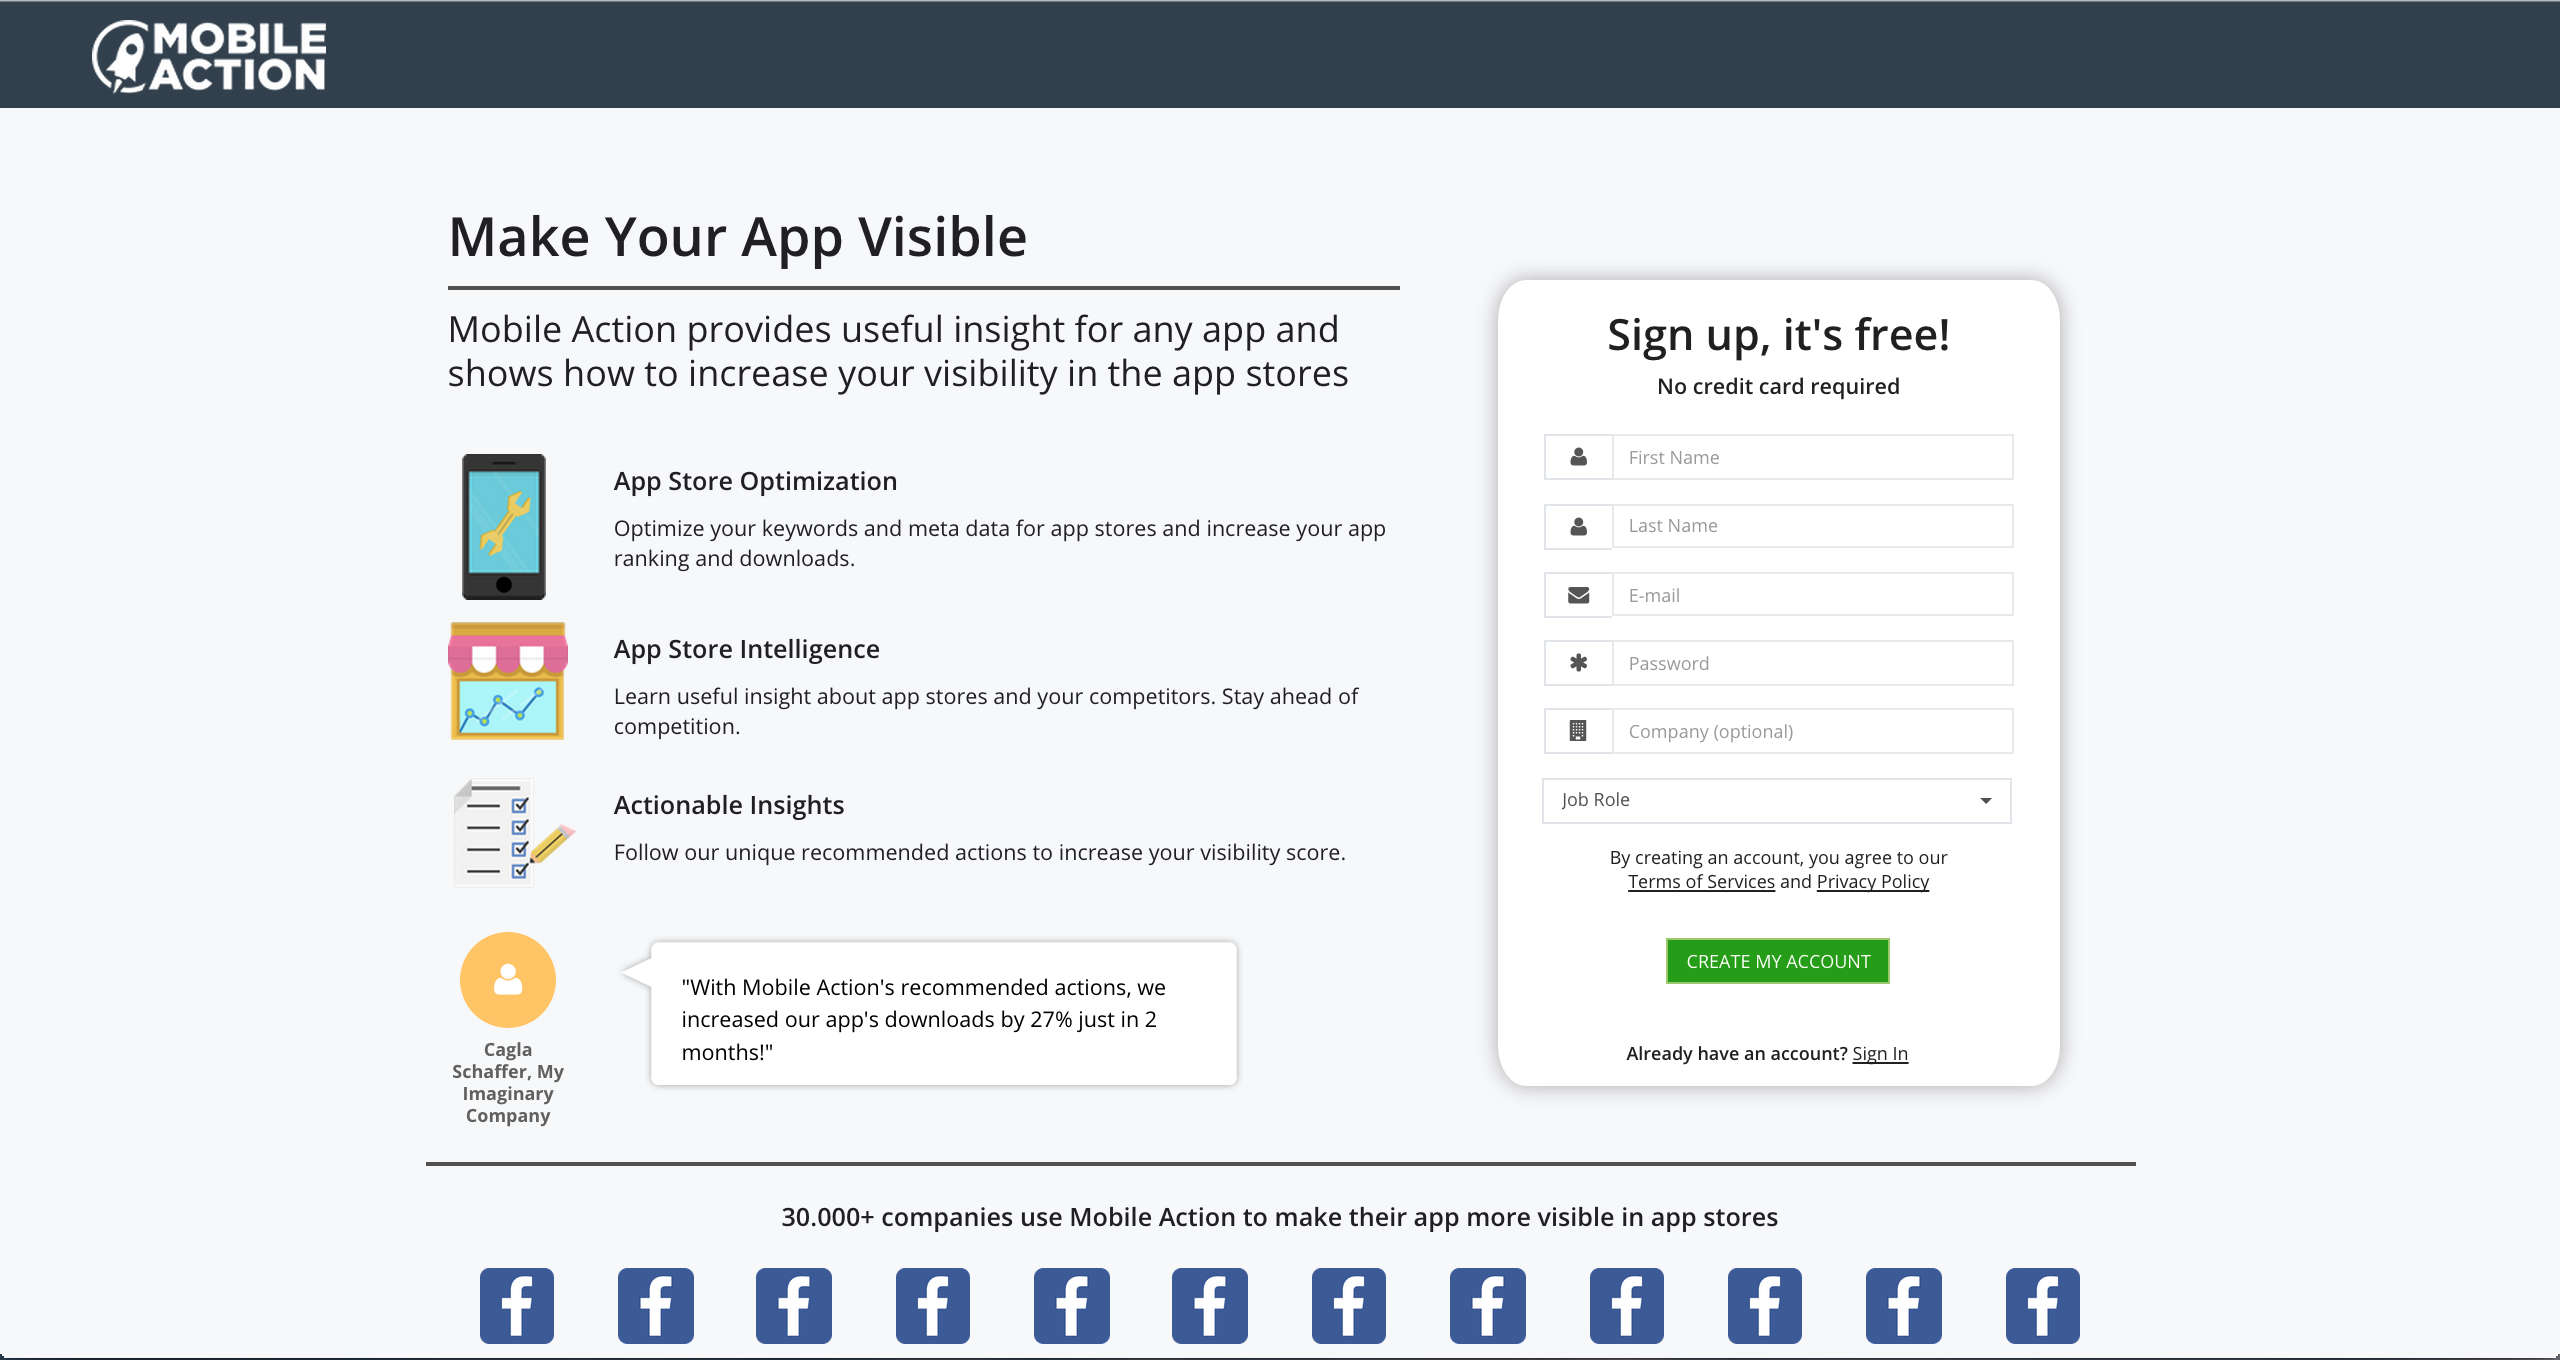 MOBILE
ACTION
Make Your App Visible
Mobile Action provides useful insight for any app and
shows how to increase your visibility in the app stores
App Store Optimization
Optimize your keywords and meta data for app stores and increase your app
ranking and downloads.
App Store Intelligence
Learn useful insight about app stores and your competitors. Stay ahead of
competition.
Actionable Insights
Follow our unique recommended actions to increase your visibility score.
Cagla
Schaffer, My
Imaginary
Company
"With Mobile Action's recommended actions, we
increased our app's downloads by 27% just in 2
months!"
Sign up, it's free!
No credit card required
First Name
Last Name
E-mail
Password
Company (optional)
Job Role
By creating an account, you agree to our
Terms of Services and Privacy Policy
CREATE MY ACCOUNT
Already have an account? Sign In
30.000+ companies use Mobile Action to make their app more visible in app stores
f f f f f f f f f f f f